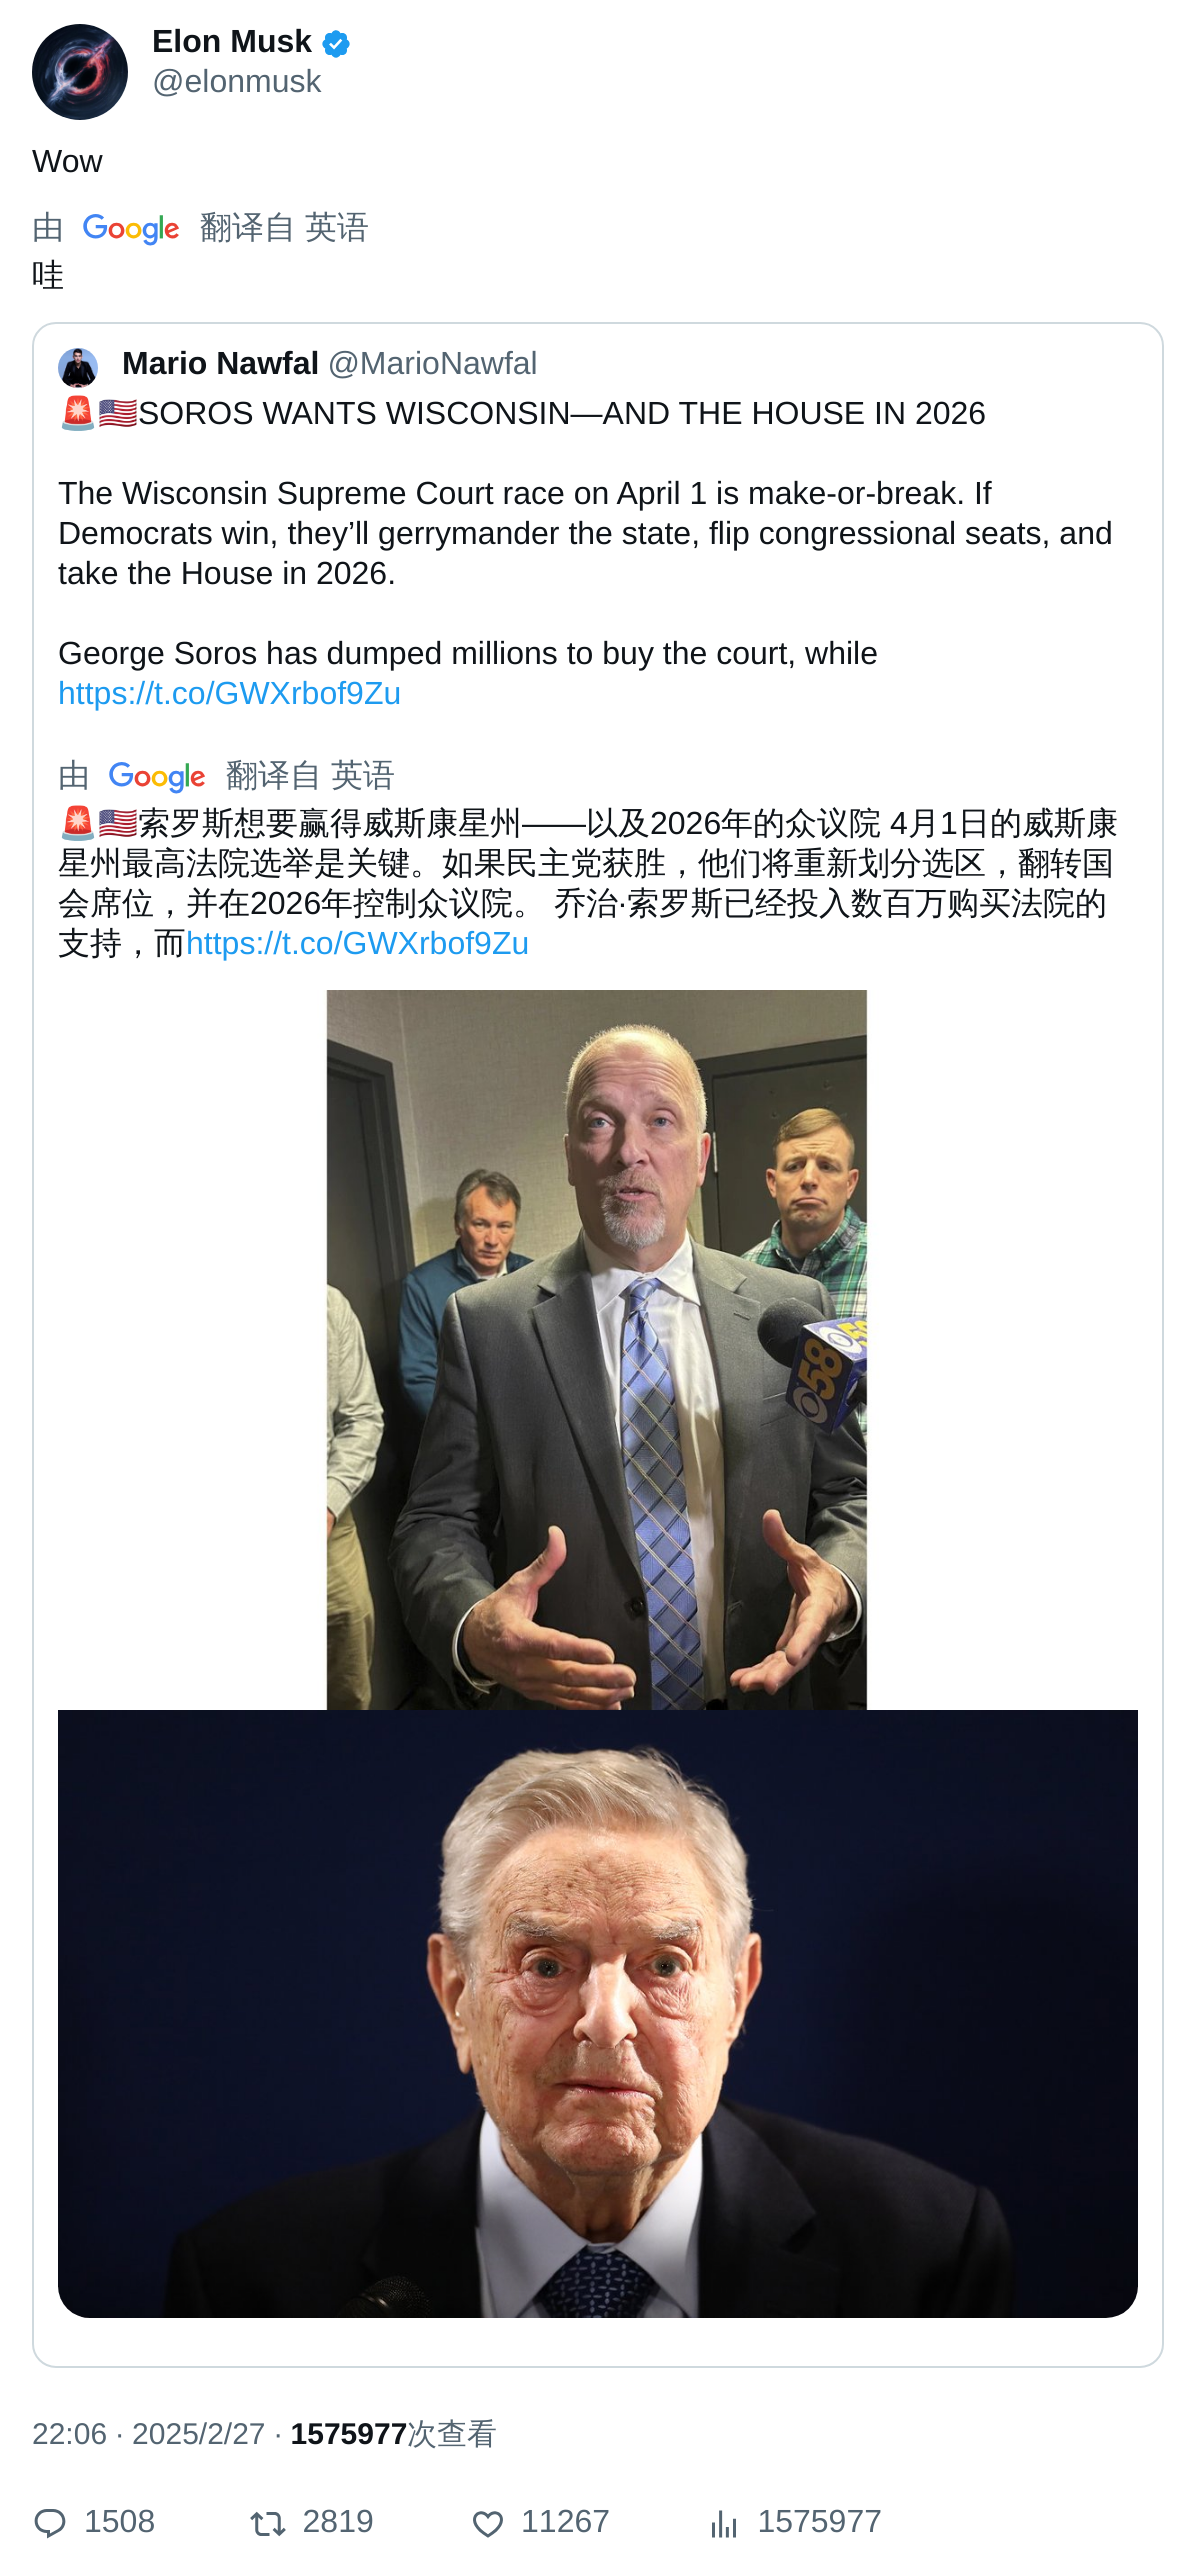 Elon Musk
@elonmusk
Wow
由 Google 翻译自 英语
哇
Mario Nawfal @MarioNawfal
🚨🇺🇸SOROS WANTS WISCONSIN—AND THE HOUSE IN 2026
The Wisconsin Supreme Court race on April 1 is make-or-break. If
Democrats win, they’ll gerrymander the state, flip congressional seats, and
take the House in 2026.
George Soros has dumped millions to buy the court, while
https://t.co/GWXrbof9Zu
由 Google 翻译自 英语
🚨🇺🇸索罗斯想要赢得威斯康星州——以及2026年的众议院 4月1日的威斯康
星州最高法院选举是关键。如果民主党获胜，他们将重新划分选区，翻转国
会席位，并在2026年控制众议院。 乔治·索罗斯已经投入数百万购买法院的
支持，而https://t.co/GWXrbof9Zu
58
22:06 · 2025/2/27 · 1575977次查看
1508 2819 11267 1575977